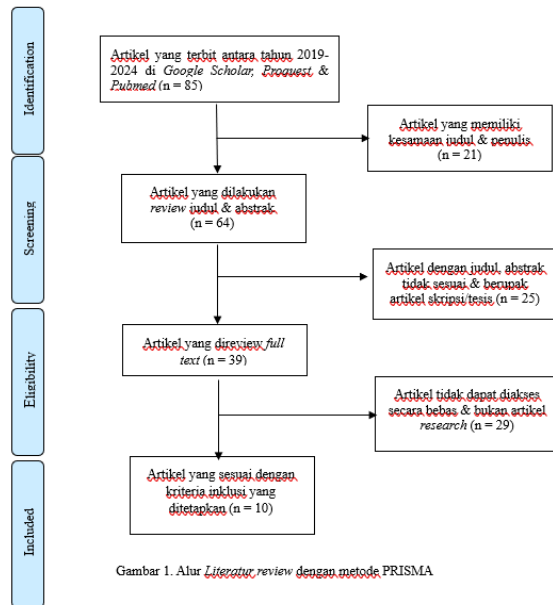 Identification
Artikel yang terbit antara tahun 2019-
2024 di Google Scholar, Proquest &
Pubmed (n = 85)
Artikel yang memiliki
kesamaan judul & penulis
(n = 21)
Screening
Artikel yang dilakukan
review judul & abstrak
(n = 64)
Artikel dengan judul, abstrak
tidak sesuai & berupak
artikel skripsi/tesis (n = 25)
Eligibility
Artikel yang direview full
text (n = 39)
Artikel tidak dapat diakses
secara bebas & bukan artikel
research (n = 29)
Included
Artikel yang sesuai dengan
kriteria inklusi yang
ditetapkan (n = 10)
Gambar 1. Alur Literatur review dengan metode PRISMA